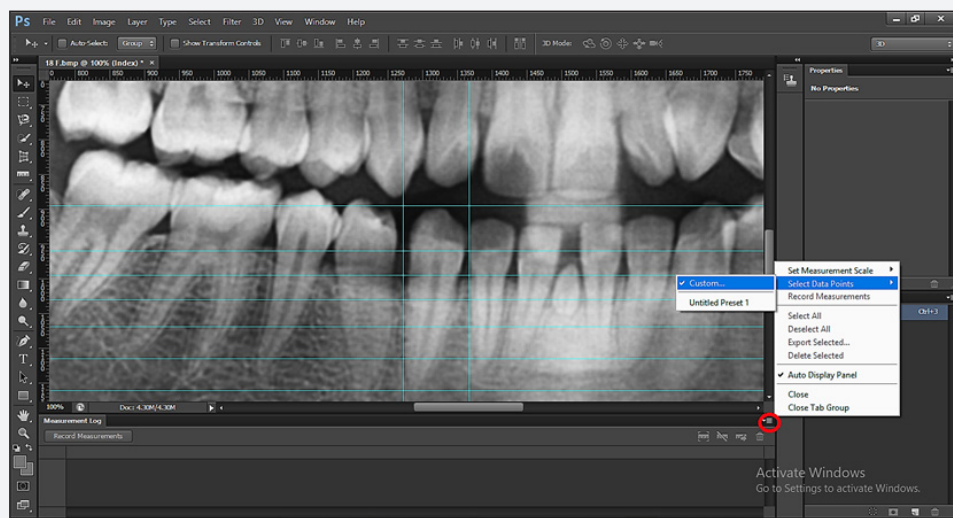 Ps File Edit Image Layer Type Select Filter 3D View Window Help
Auto-Select: Group Show Transform Controls 3D Mode: 3D
18 F.bmp @ 100% (Index) * ×
0 800 850 900 950 1000 1050 1100 1150 1200 1250 1300 1350 1400 1450 1500 1550 1600 1650 1700 1750
Properties
No Properties
Set Measurement Scale
Select Data Points
Record Measurements
Select All
Deselect All
Export Selected...
Delete Selected
Auto Display Panel
Close
Close Tab Group
Custom...
Untitled Preset 1
Ctrl+3
100% Doc: 4.30M/4.30M
Measurement Log
Record Measurements
Activate Windows
Go to Settings to activate Windows.